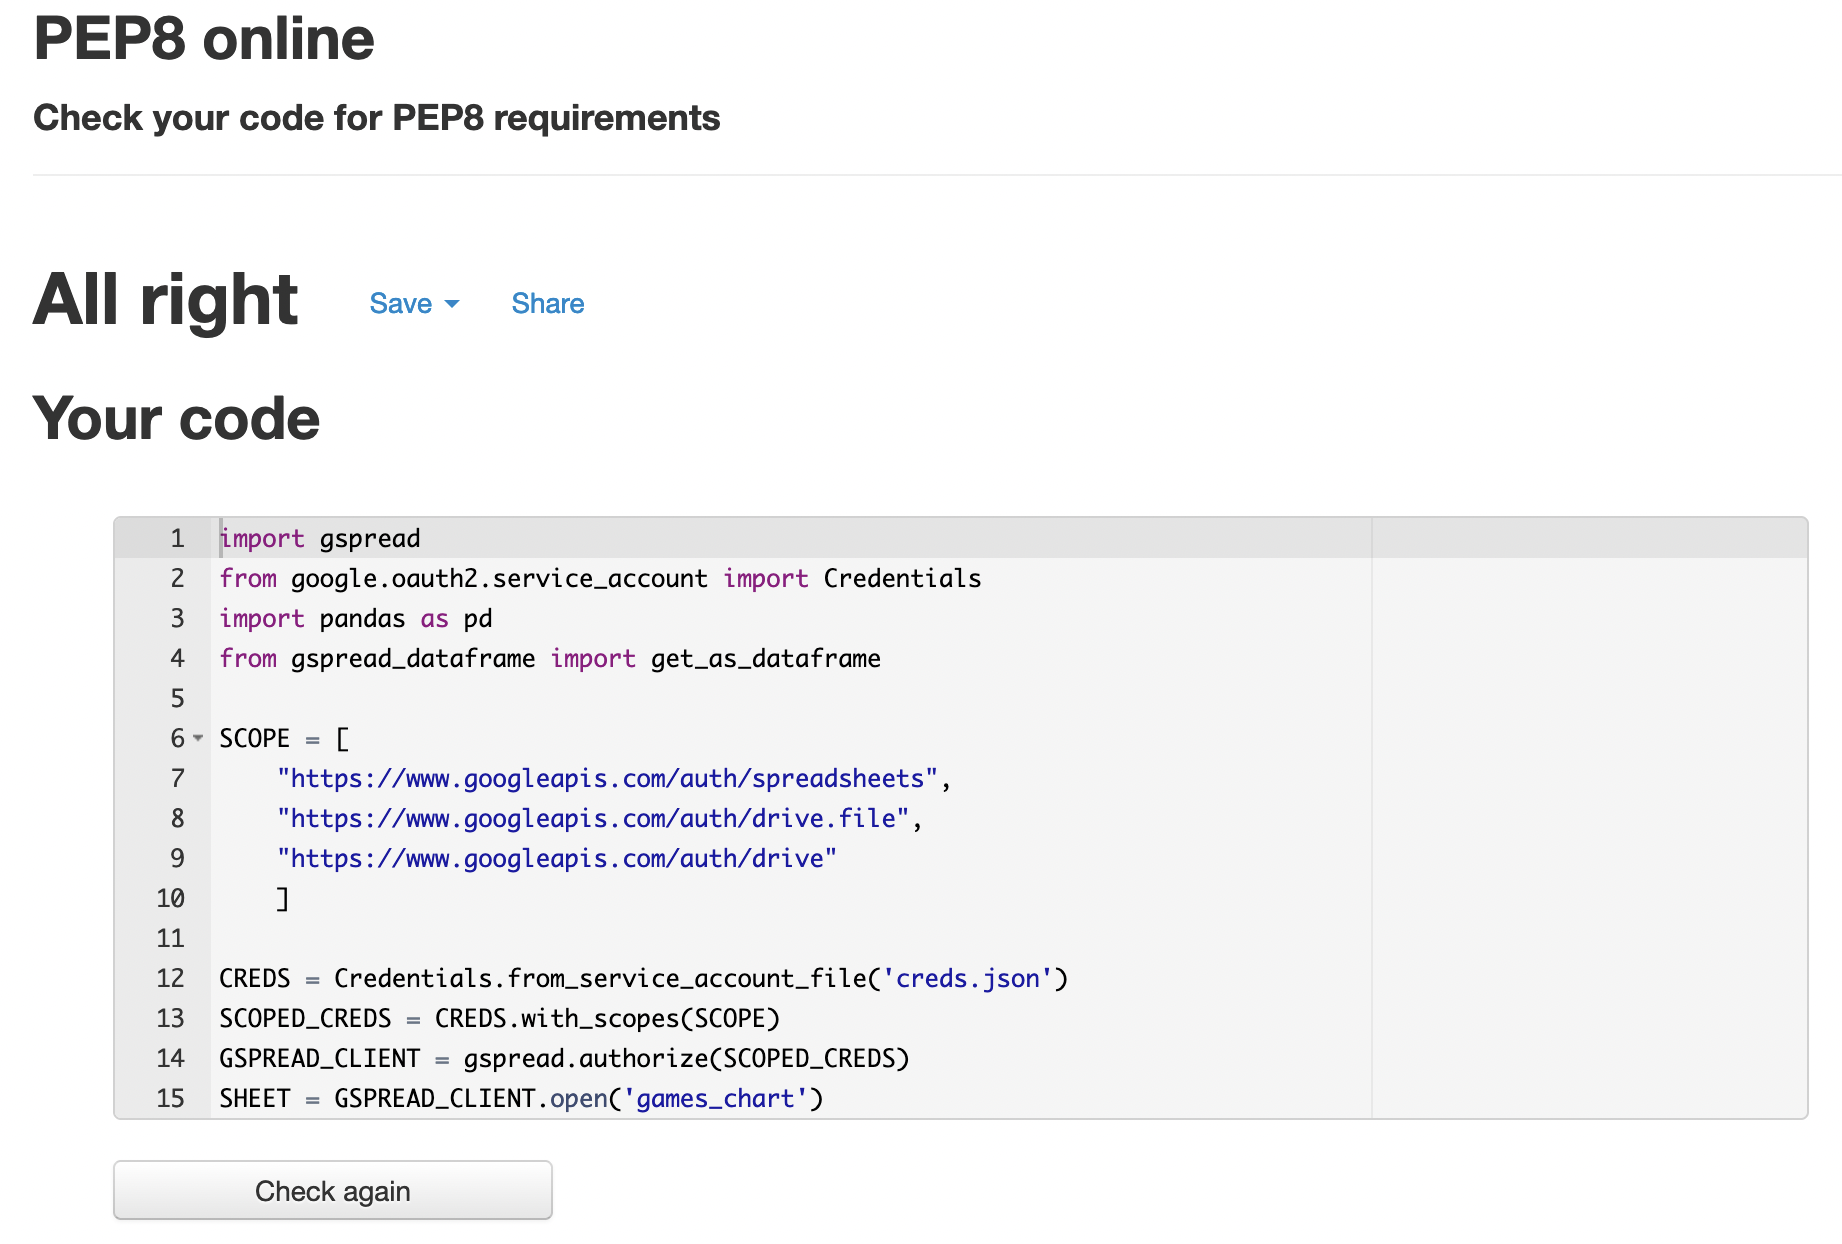 PEP8 online
Check your code for PEP8 requirements
All right Save Share
Your code
1 import gspread
2 from google.oauth2.service_account import Credentials
3 import pandas as pd
4 from gspread_dataframe import get_as_dataframe
5
6 SCOPE = [
7     "https://www.googleapis.com/auth/spreadsheets",
8     "https://www.googleapis.com/auth/drive.file",
9     "https://www.googleapis.com/auth/drive"
10     ]
11
12 CREDS = Credentials.from_service_account_file('creds.json')
13 SCOPED_CREDS = CREDS.with_scopes(SCOPE)
14 GSPREAD_CLIENT = gspread.authorize(SCOPED_CREDS)
15 SHEET = GSPREAD_CLIENT.open('games_chart')
Check again